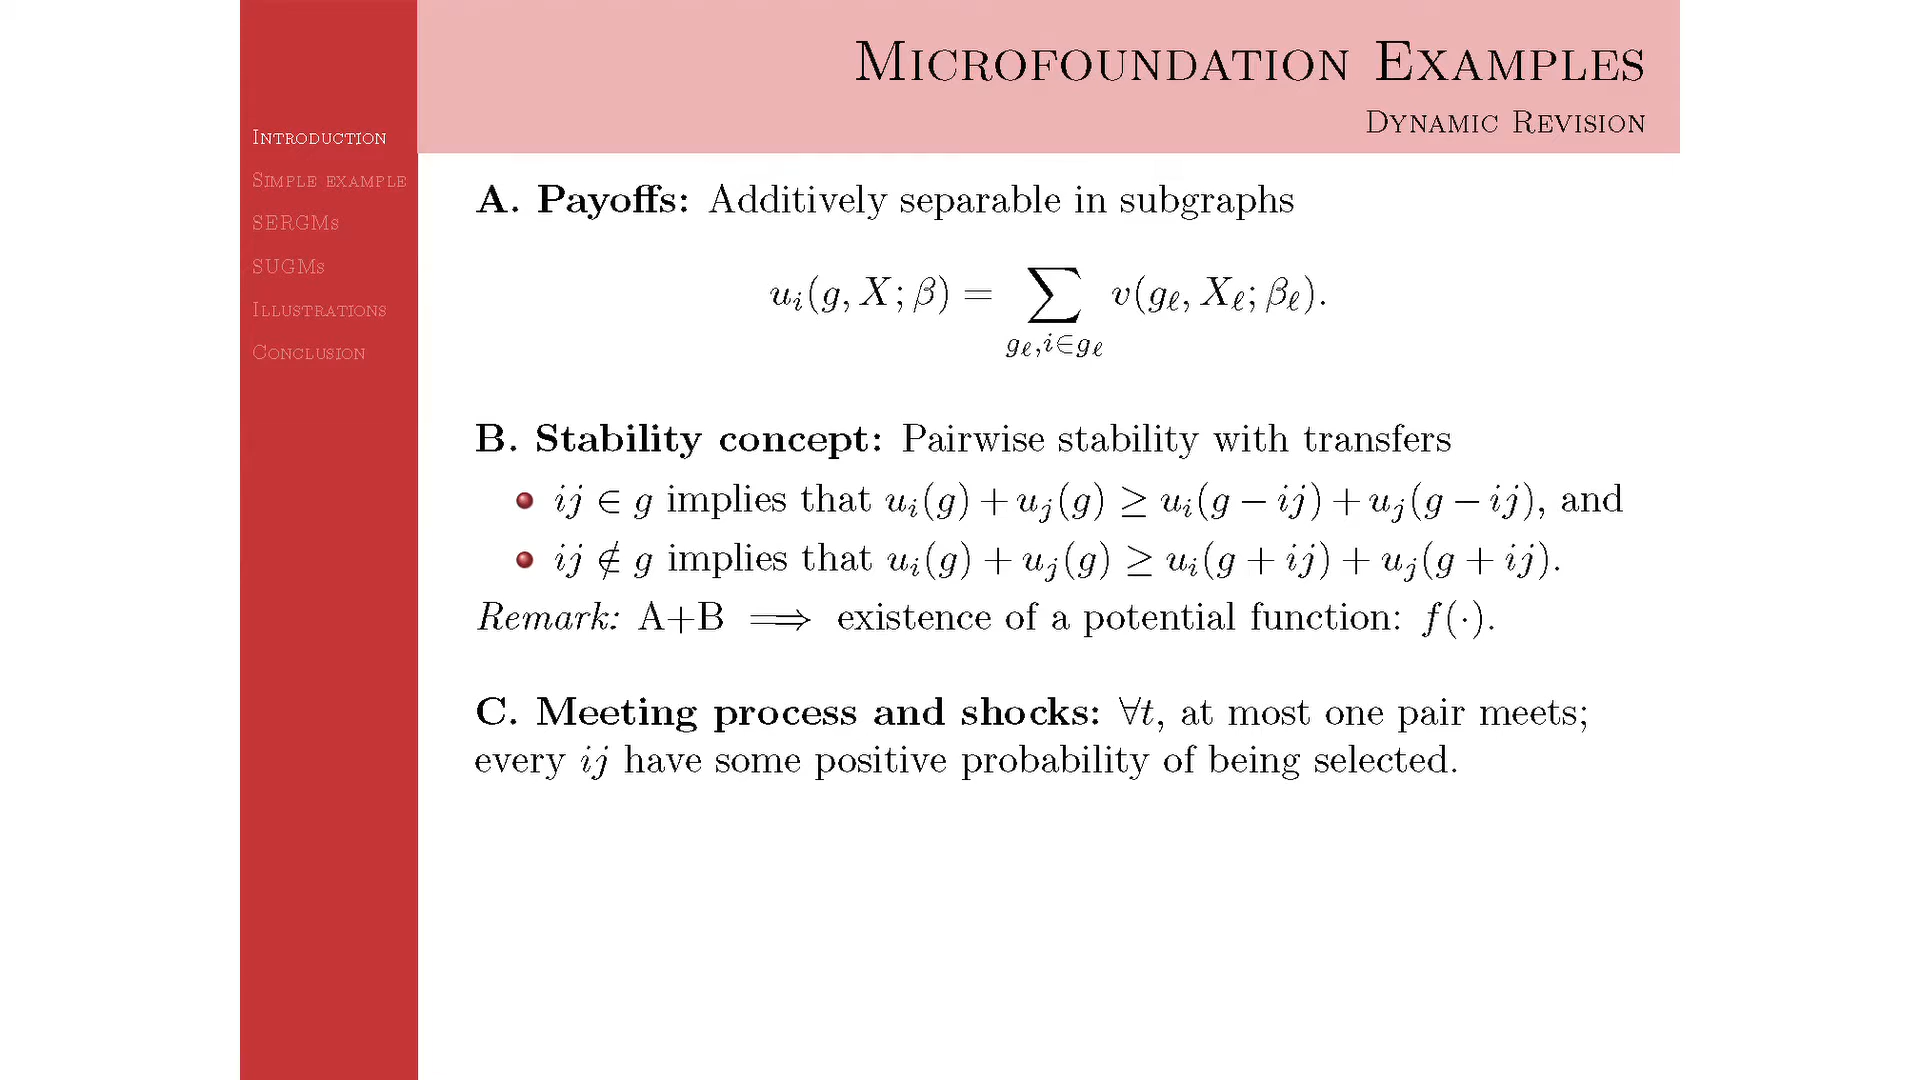 MICROFOUNDATION EXAMPLES
DYNAMIC REVISION
INTRODUCTION
SIMPLE EXAMPLE
SERGMS
SUGMS
ILLUSTRATIONS
CONCLUSION
A. Payoffs: Additively separable in subgraphs
u_i(g, X; β) = ∑_{g_ℓ, i∈g_ℓ} v(g_ℓ, X_ℓ; β_ℓ).
B. Stability concept: Pairwise stability with transfers
ij ∈ g implies that u_i(g) + u_j(g) ≥ u_i(g − ij) + u_j(g − ij), and
ij ∉ g implies that u_i(g) + u_j(g) ≥ u_i(g + ij) + u_j(g + ij).
Remark: A+B ⟹ existence of a potential function: f(·).
C. Meeting process and shocks: ∀t, at most one pair meets;
every ij have some positive probability of being selected.